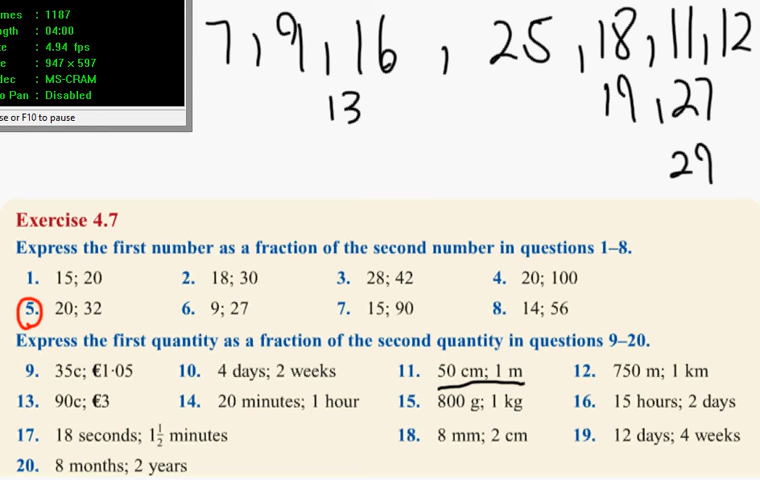 mes : 1187
gth : 04:00
te : 4.94 fps
e : 947 x 597
dec : MS-CRAM
o Pan : Disabled
se or F10 to pause
7, 9, 16, 25, 18, 11, 12
13 19, 27
29
Exercise 4.7
Express the first number as a fraction of the second number in questions 1–8.
1. 15; 20 2. 18; 30 3. 28; 42 4. 20; 100
5. 20; 32 6. 9; 27 7. 15; 90 8. 14; 56
Express the first quantity as a fraction of the second quantity in questions 9–20.
9. 35c; €1·05 10. 4 days; 2 weeks 11. 50 cm; 1 m 12. 750 m; 1 km
13. 90c; €3 14. 20 minutes; 1 hour 15. 800 g; 1 kg 16. 15 hours; 2 days
17. 18 seconds; 1½ minutes 18. 8 mm; 2 cm 19. 12 days; 4 weeks
20. 8 months; 2 years